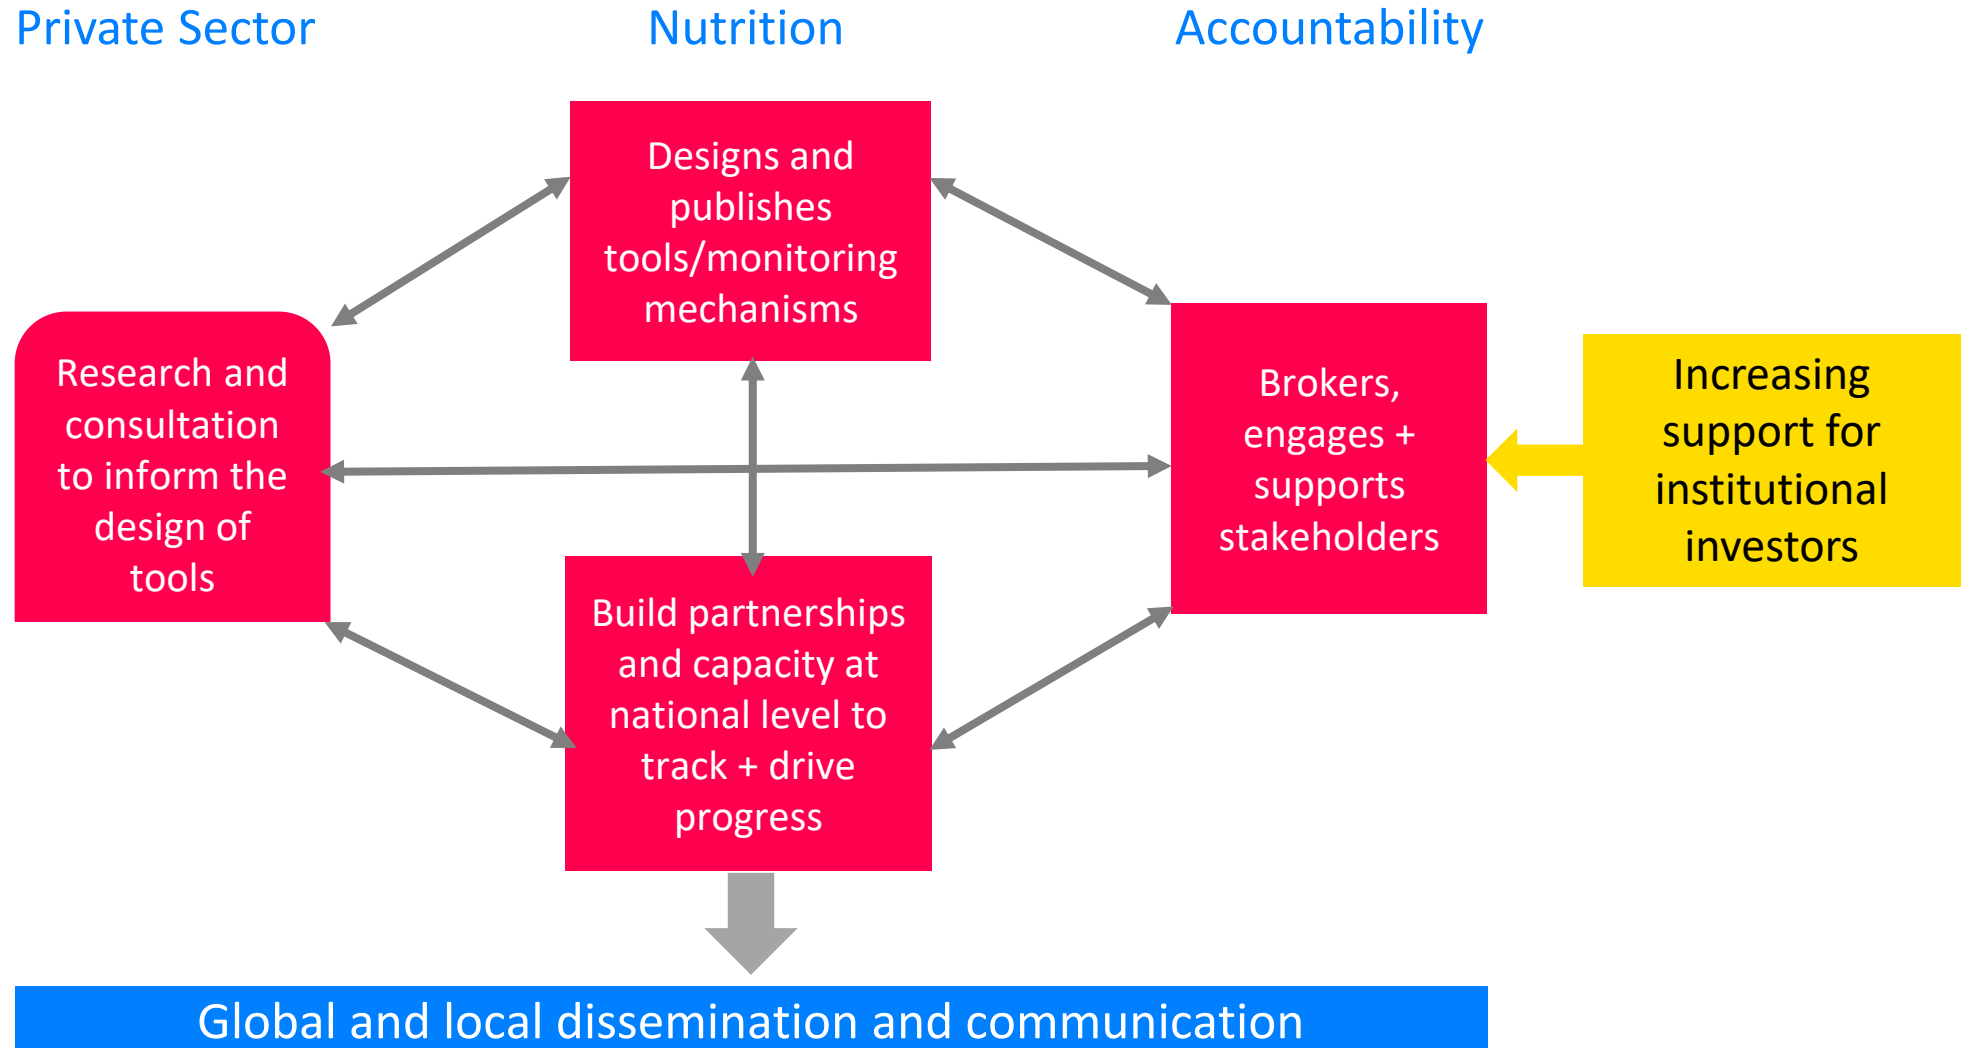 Private Sector
Nutrition
Accountability
Designs and
publishes
tools/monitoring
mechanisms
Research and
consultation
to inform the
design of
tools
Brokers,
engages +
supports
stakeholders
Increasing
support for
institutional
investors
Build partnerships
and capacity at
national level to
track + drive
progress
Global and local dissemination and communication